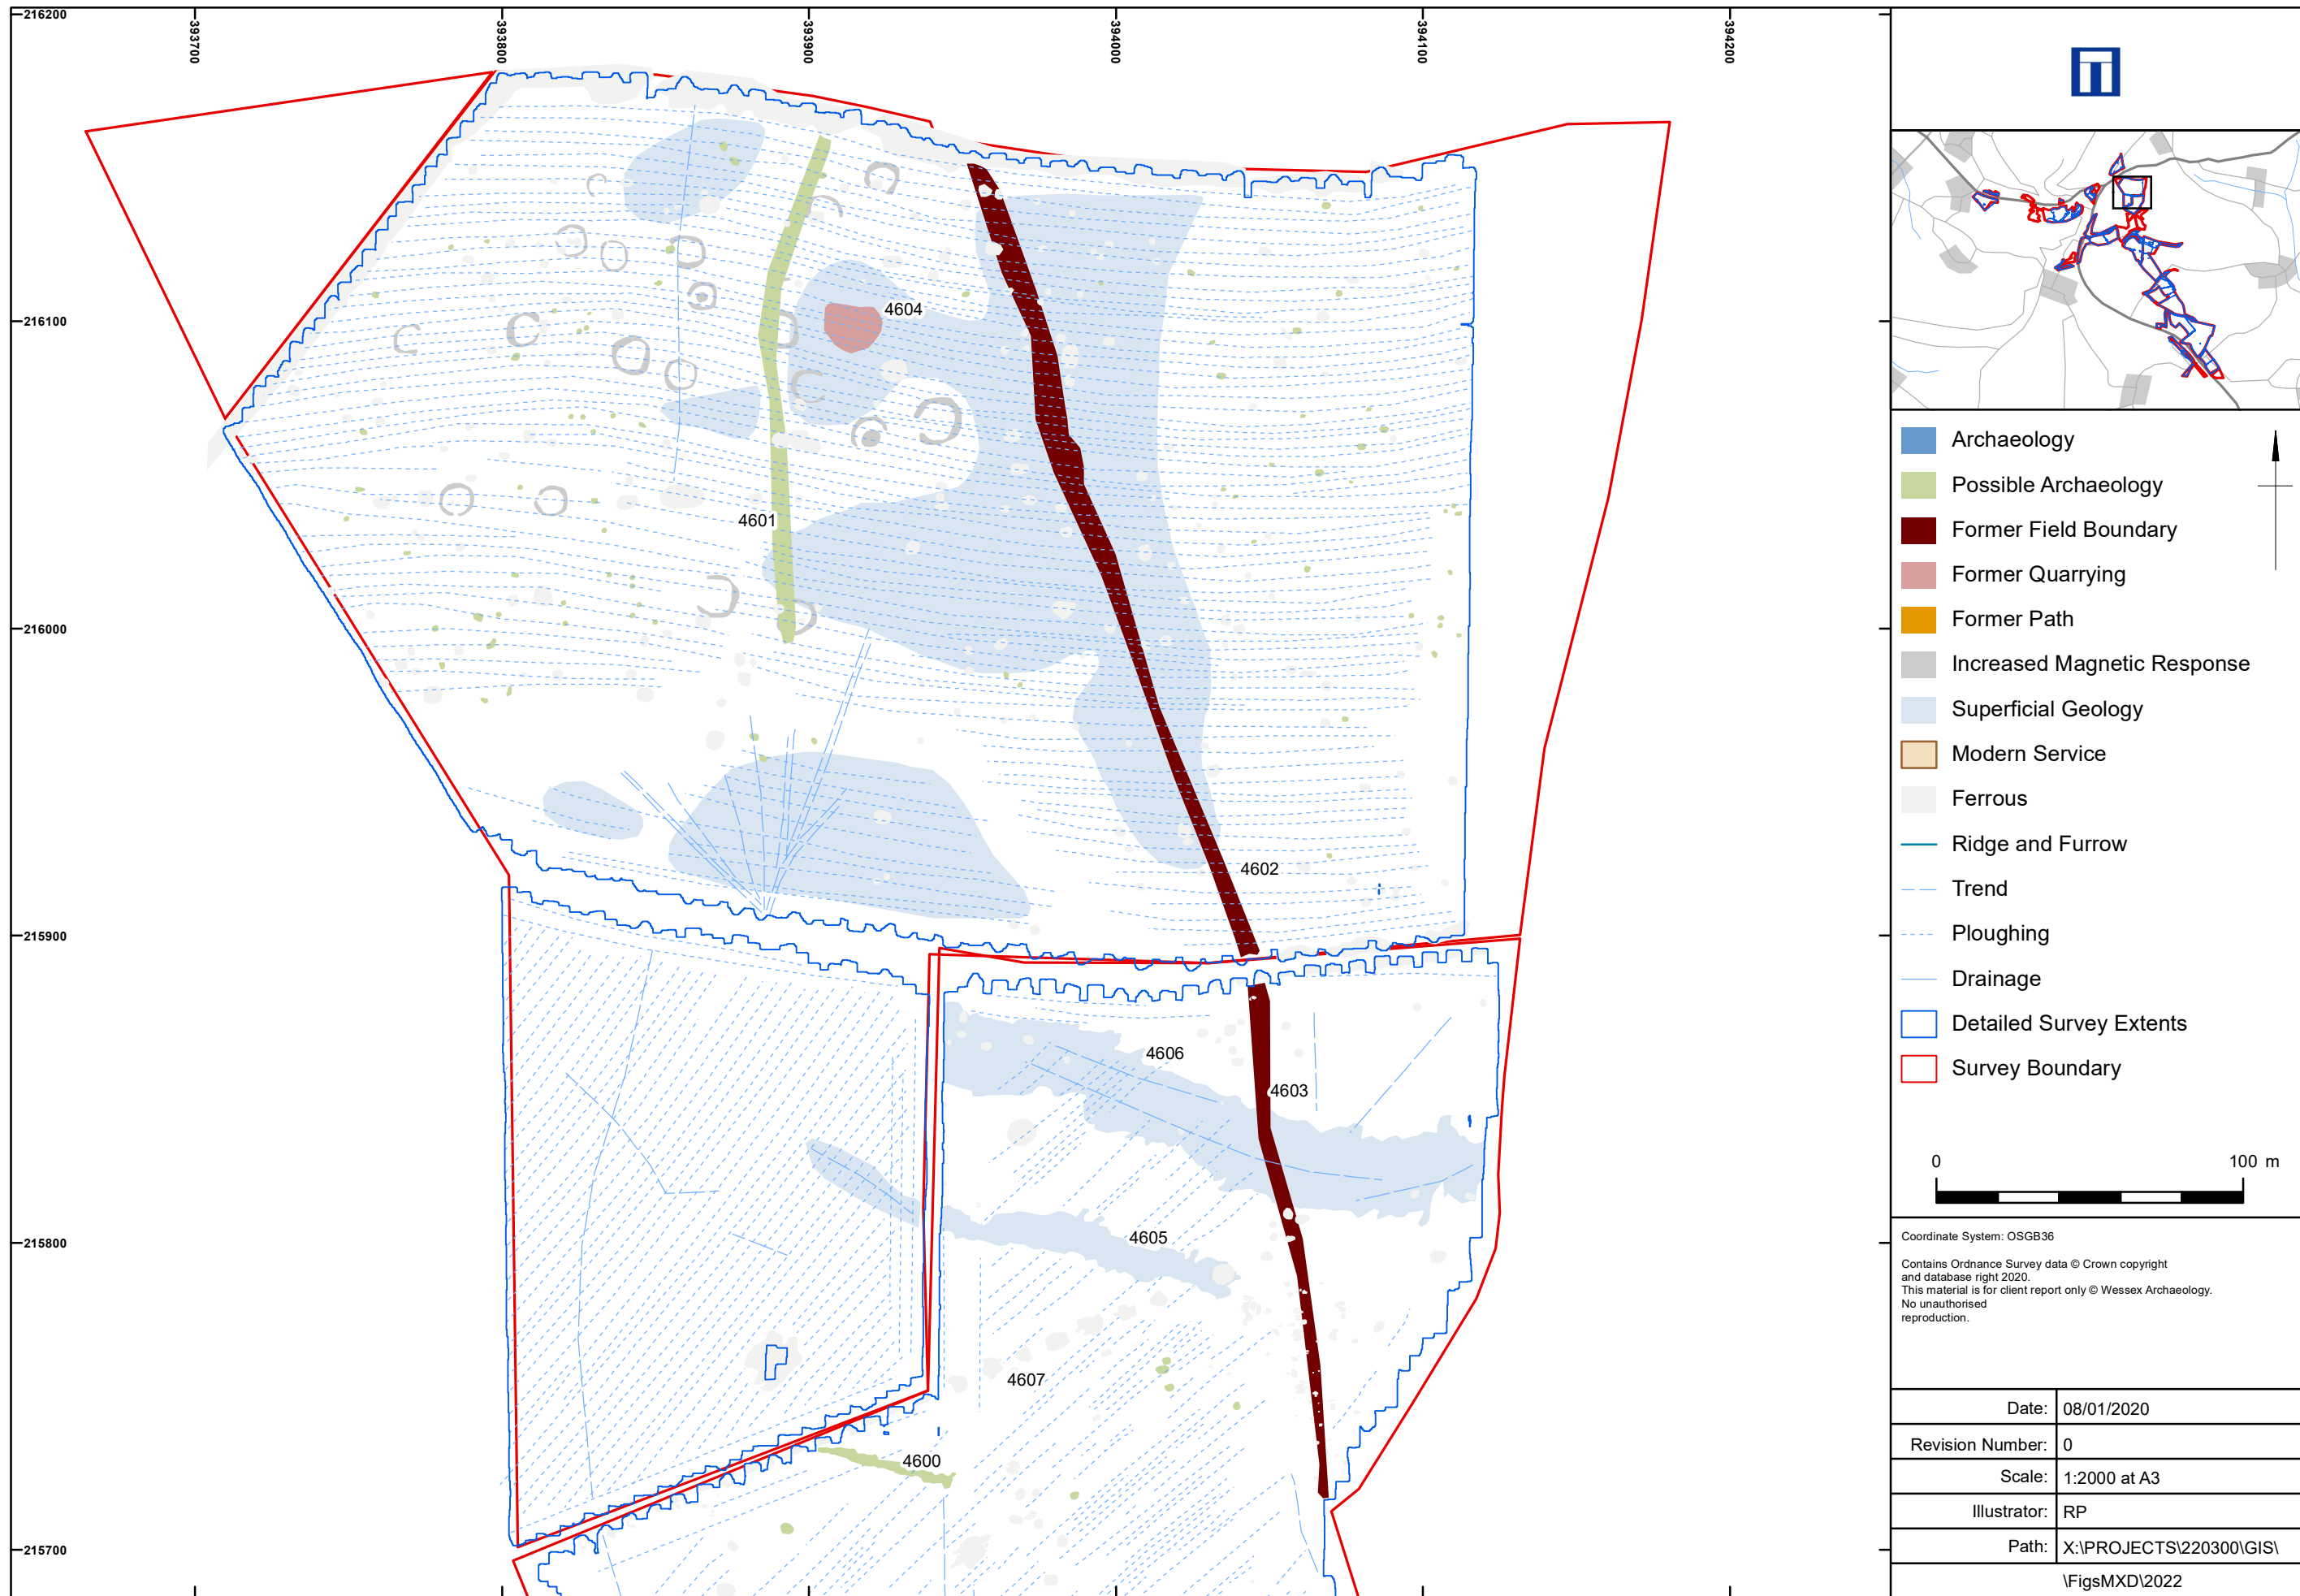 216200
393700
393800
393900
394000
394100
394200
216100
216000
215900
215800
215700
4604
4601
4602
4606
4603
4605
4607
4600
Archaeology
Possible Archaeology
Former Field Boundary
Former Quarrying
Former Path
Increased Magnetic Response
Superficial Geology
Modern Service
Ferrous
Ridge and Furrow
Trend
Ploughing
Drainage
Detailed Survey Extents
Survey Boundary
0 100 m
Coordinate System: OSGB36
Contains Ordnance Survey data © Crown copyright
and database right 2020.
This material is for client report only © Wessex Archaeology.
No unauthorised
reproduction.
Date: 08/01/2020
Revision Number: 0
Scale: 1:2000 at A3
Illustrator: RP
Path: X:\PROJECTS\220300\GIS\
\FigsMXD\2022